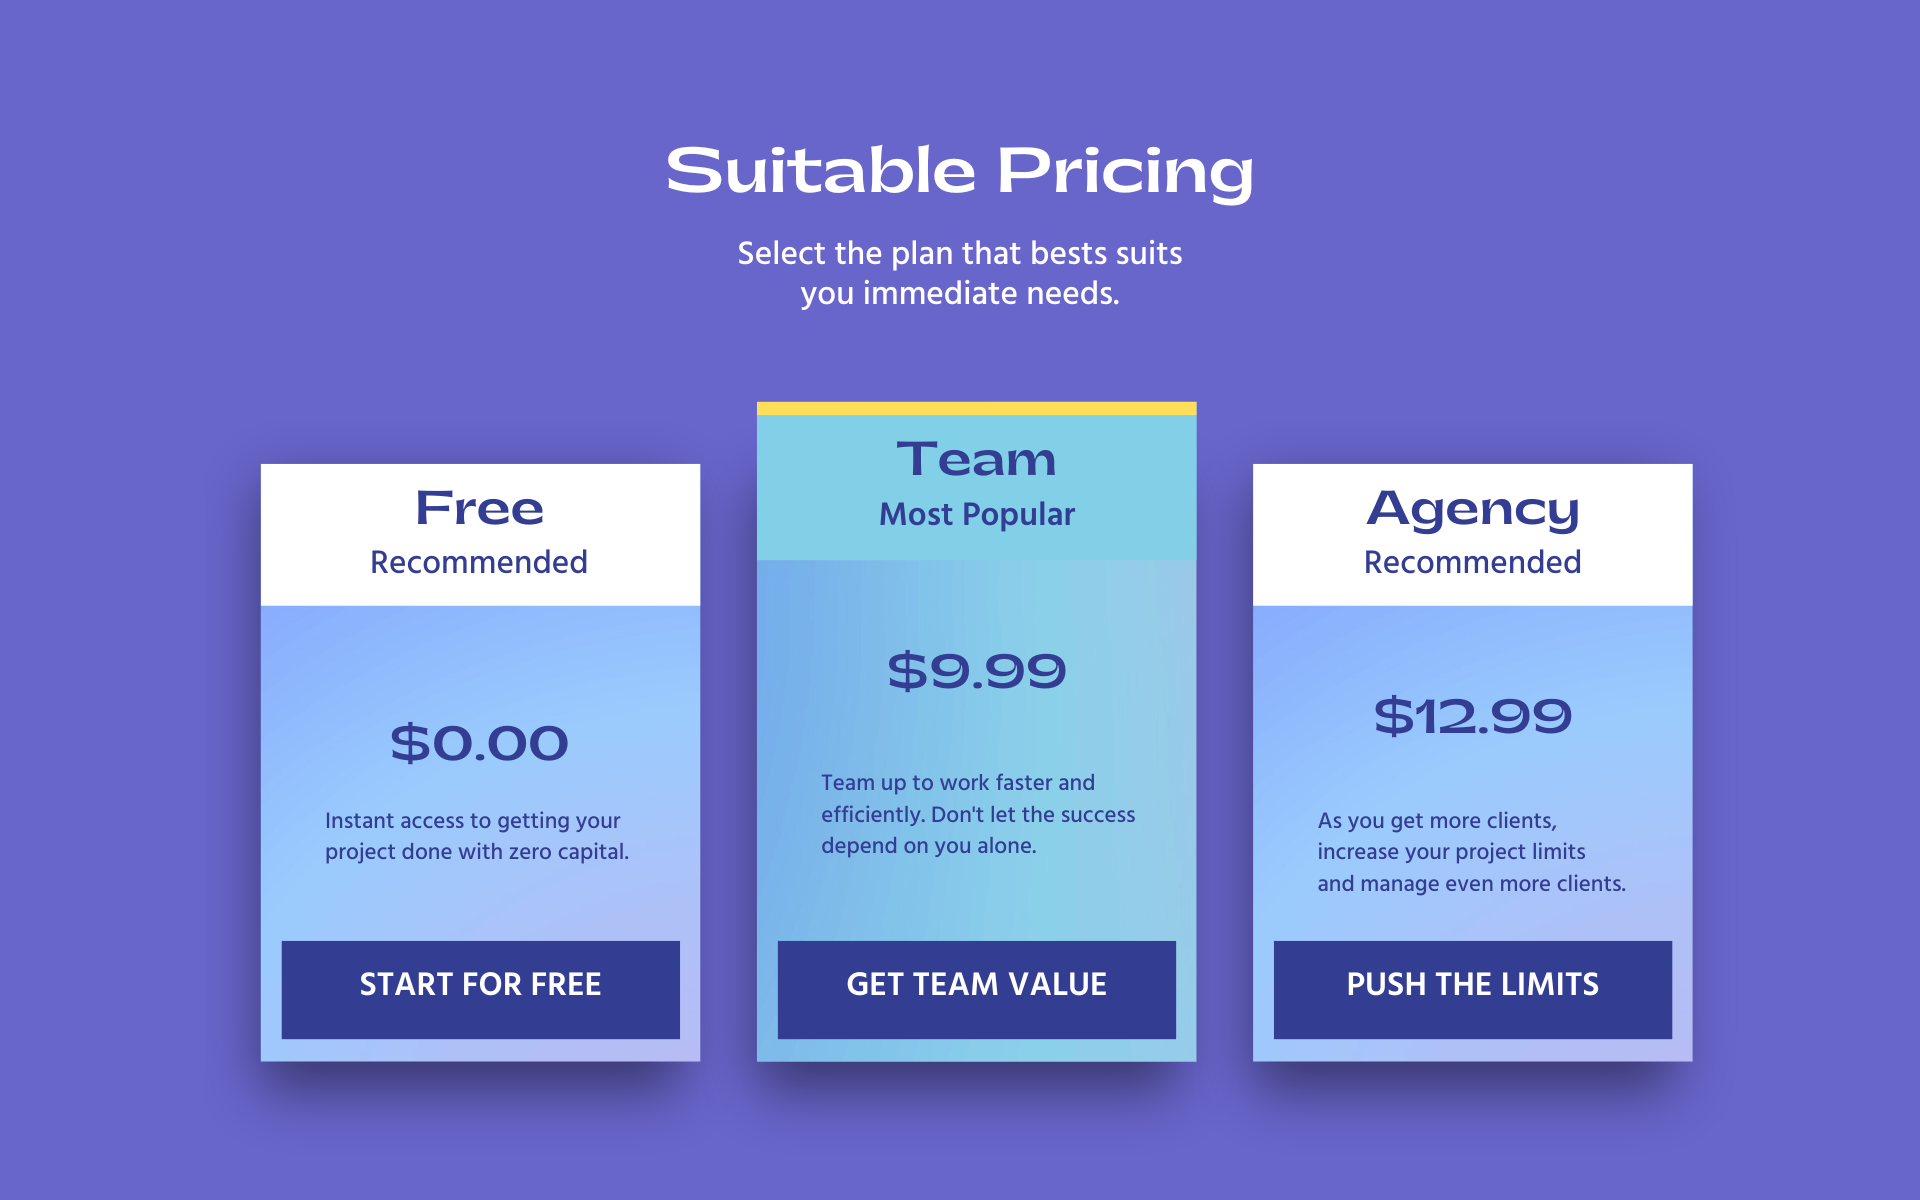 Suitable Pricing
Select the plan that bests suits
you immediate needs.
Free
Recommended
$0.00
Instant access to getting your
project done with zero capital.
START FOR FREE
Team
Most Popular
$9.99
Team up to work faster and
efficiently. Don't let the success
depend on you alone.
GET TEAM VALUE
Agency
Recommended
$12.99
As you get more clients,
increase your project limits
and manage even more clients.
PUSH THE LIMITS